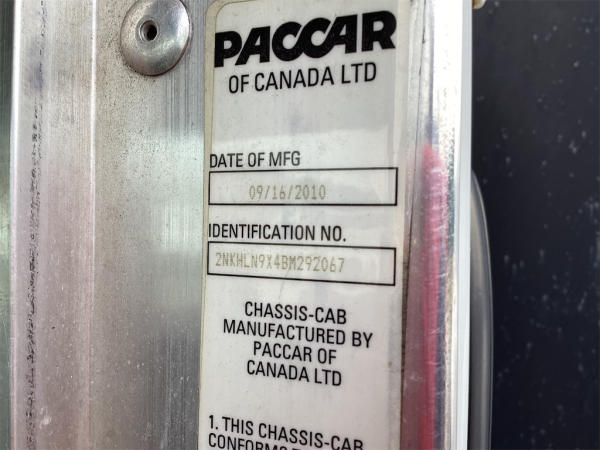 PACCAR
OF CANADA LTD
DATE OF MFG
09/16/2010
IDENTIFICATION NO.
2NKHLN9X4BM292067
CHASSIS-CAB
MANUFACTURED BY
PACCAR OF
CANADA LTD
1. THIS CHASSIS-CAB
CONFORMS